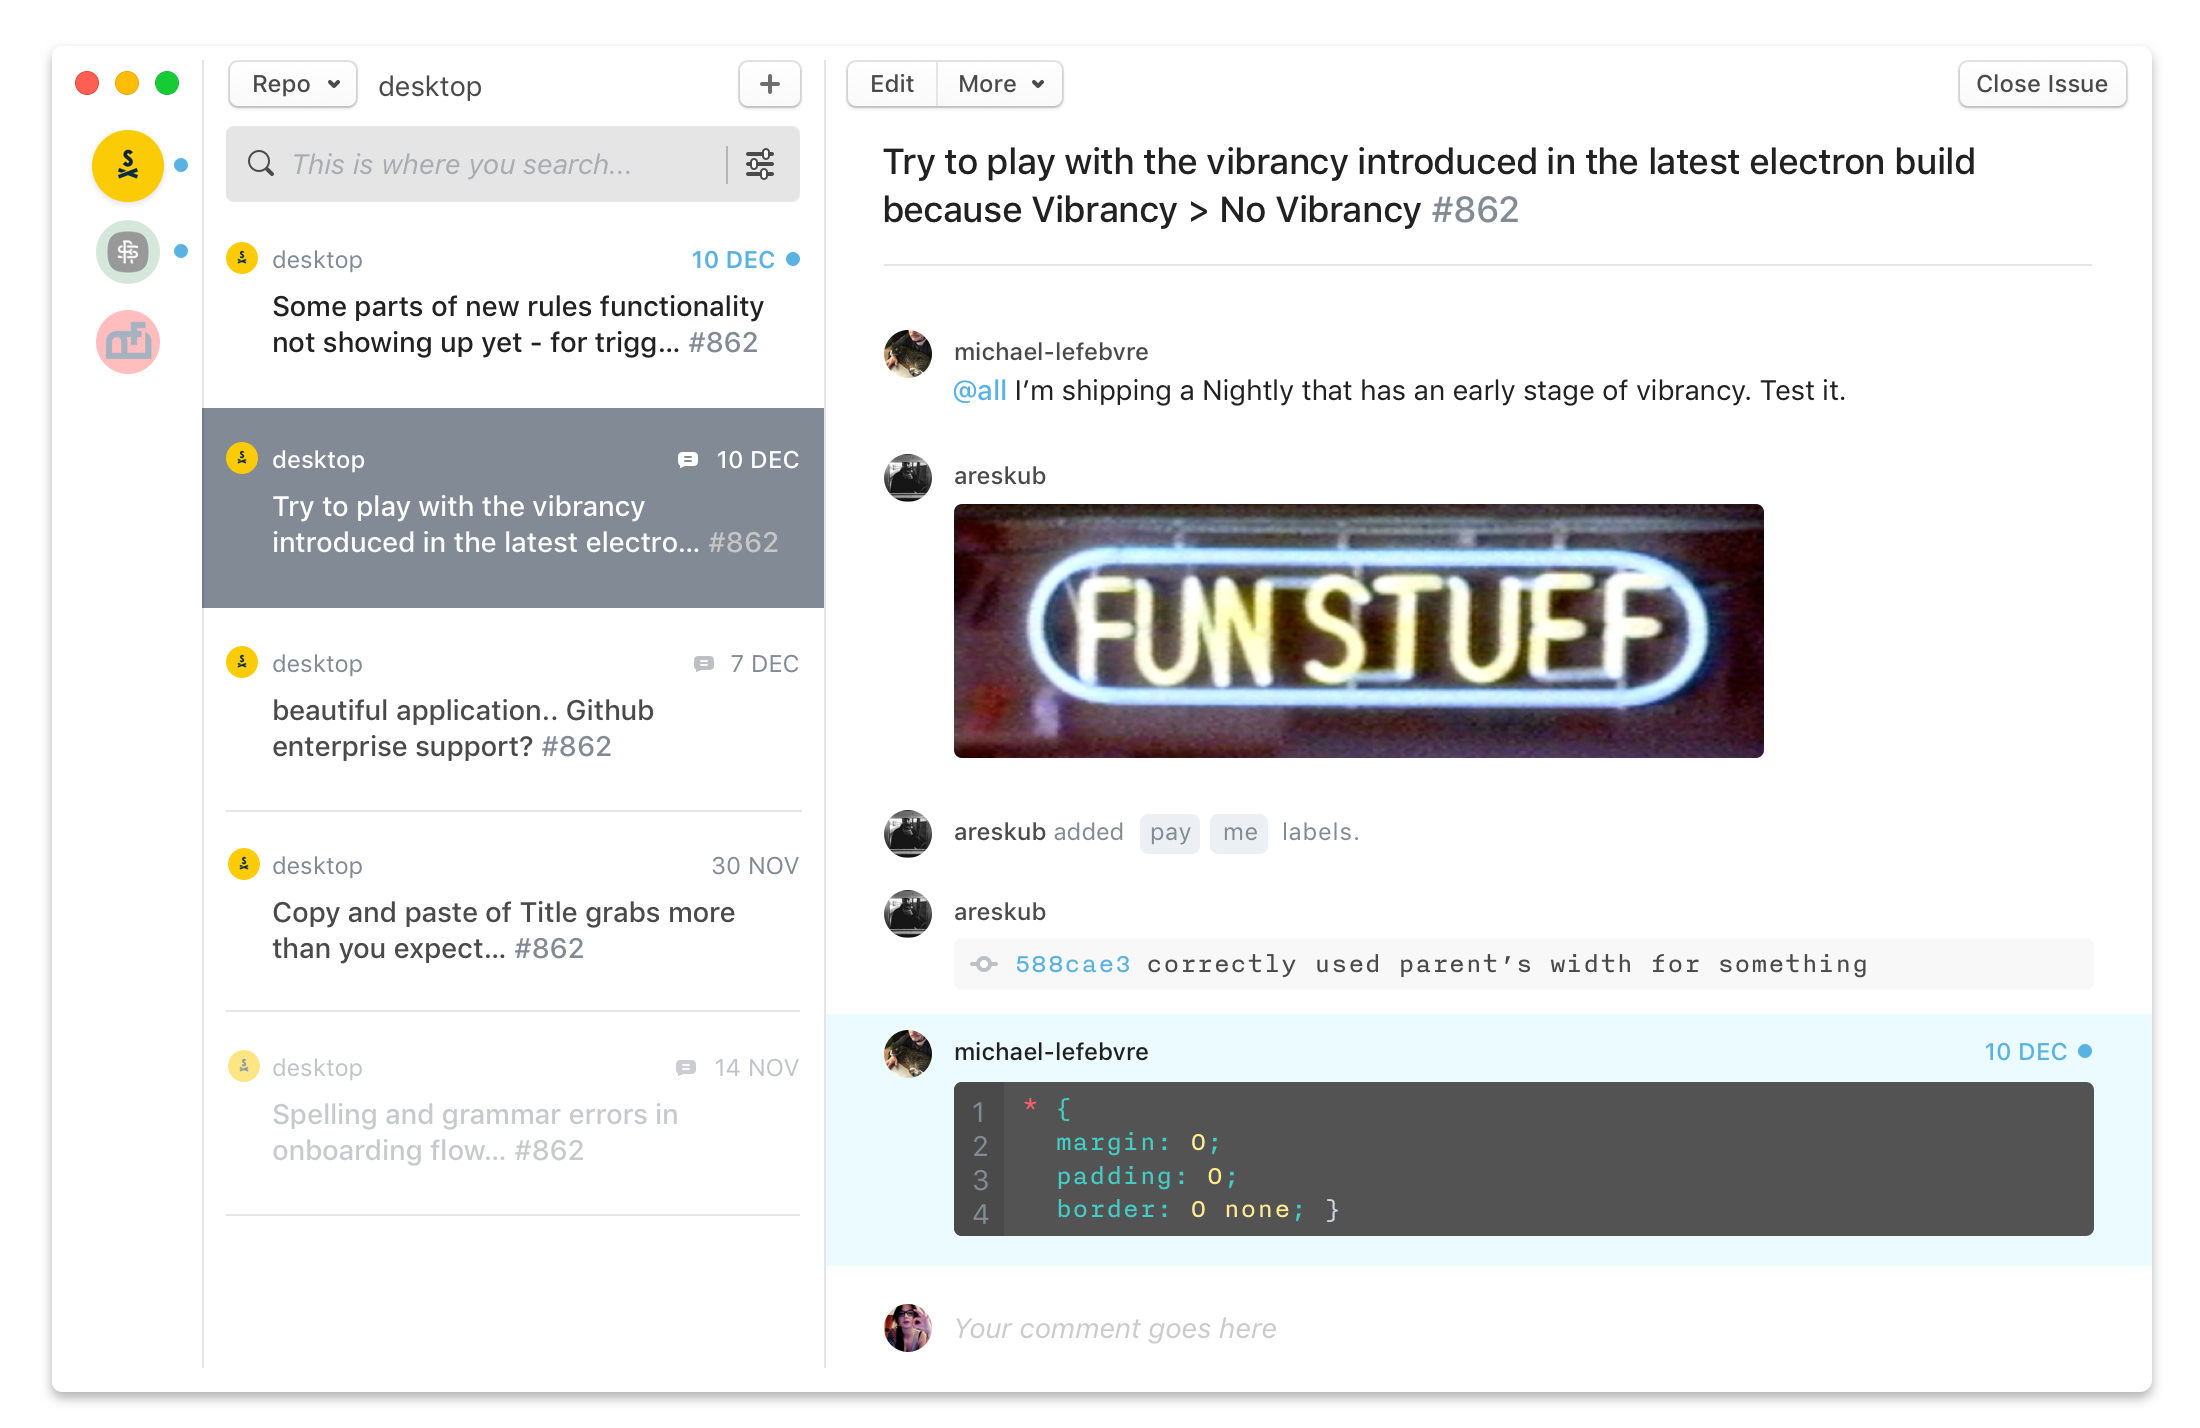 Repo
desktop
+
This is where you search...
desktop
10 DEC
Some parts of new rules functionality
not showing up yet - for trigg... #862
desktop
10 DEC
Try to play with the vibrancy
introduced in the latest electro... #862
desktop
7 DEC
beautiful application.. Github
enterprise support? #862
desktop
30 NOV
Copy and paste of Title grabs more
than you expect... #862
desktop
14 NOV
Spelling and grammar errors in
onboarding flow... #862
Edit
More
Close Issue
Try to play with the vibrancy introduced in the latest electron build
because Vibrancy > No Vibrancy #862
michael-lefebvre
@all I’m shipping a Nightly that has an early stage of vibrancy. Test it.
areskub
FUN STUFF
areskub added pay me labels.
areskub
588cae3 correctly used parent’s width for something
michael-lefebvre
10 DEC
1 * {
2 margin: 0;
3 padding: 0;
4 border: 0 none; }
Your comment goes here